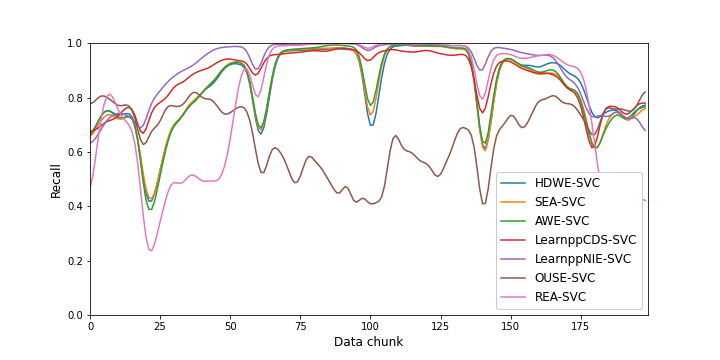 1.0
0.8
0.6
0.4
0.2
0.0
Recall
0 25 50 75 100 125 150 175
Data chunk
HDWE-SVC
SEA-SVC
AWE-SVC
LearnppCDS-SVC
LearnppNIE-SVC
OUSE-SVC
REA-SVC